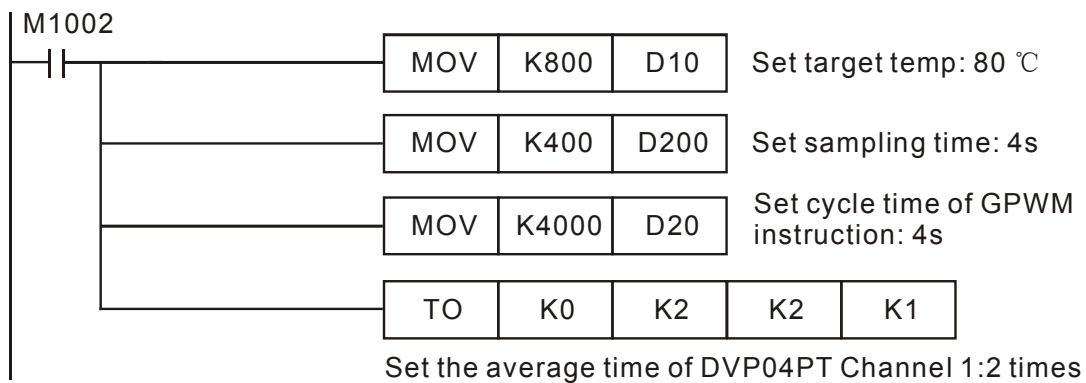 M1002
MOV K800 D10 Set target temp: 80 ℃
MOV K400 D200 Set sampling time: 4s
MOV K4000 D20 Set cycle time of GPWM
instruction: 4s
TO K0 K2 K2 K1
Set the average time of DVP04PT Channel 1:2 times